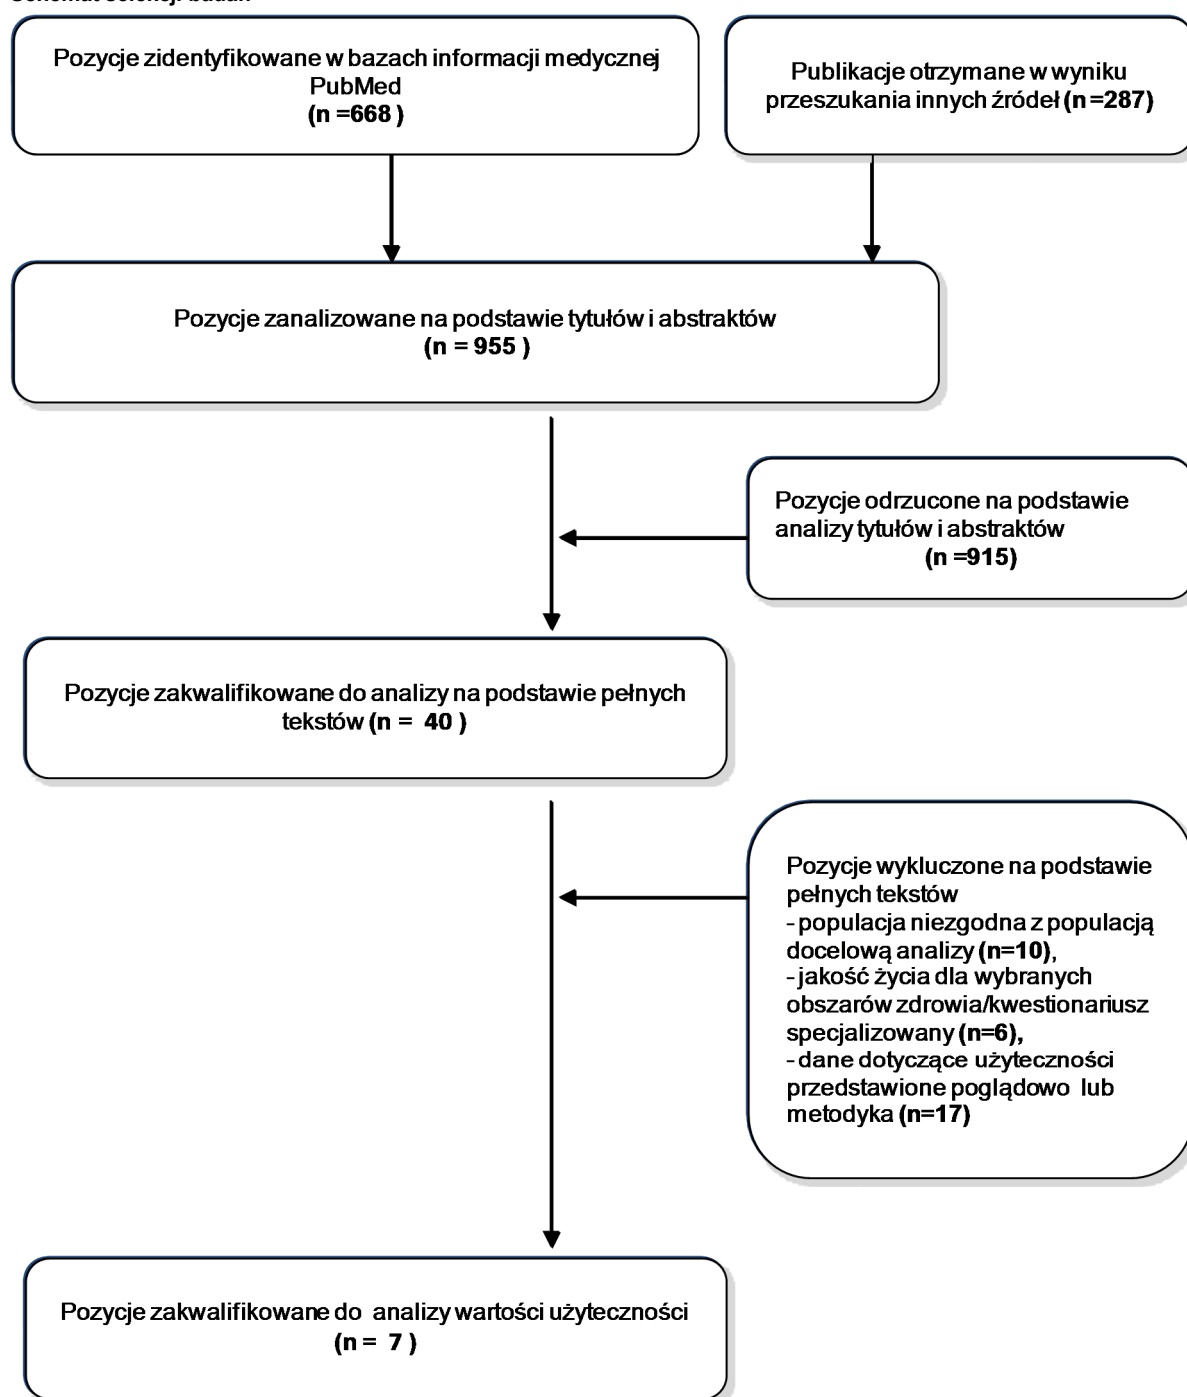 Pozycje zidentyfikowane w bazach informacji medycznej
PubMed
(n =668 )
Publikacje otrzymane w wyniku
przeszukania innych źródeł (n =287)
Pozycje zanalizowane na podstawie tytułów i abstraktów
(n = 955 )
Pozycje odrzucone na podstawie
analizy tytułów i abstraktów
(n =915)
Pozycje zakwalifikowane do analizy na podstawie pełnych
tekstów (n = 40 )
Pozycje wykluczone na podstawie
pełnych tekstów
- populacja niezgodna z populacją
docelową analizy (n=10),
- jakość życia dla wybranych
obszarów zdrowia/kwestionariusz
specjalizowany (n=6),
- dane dotyczące użyteczności
przedstawione poglądowo lub
metodyka (n=17)
Pozycje zakwalifikowane do analizy wartości użyteczności
(n = 7 )